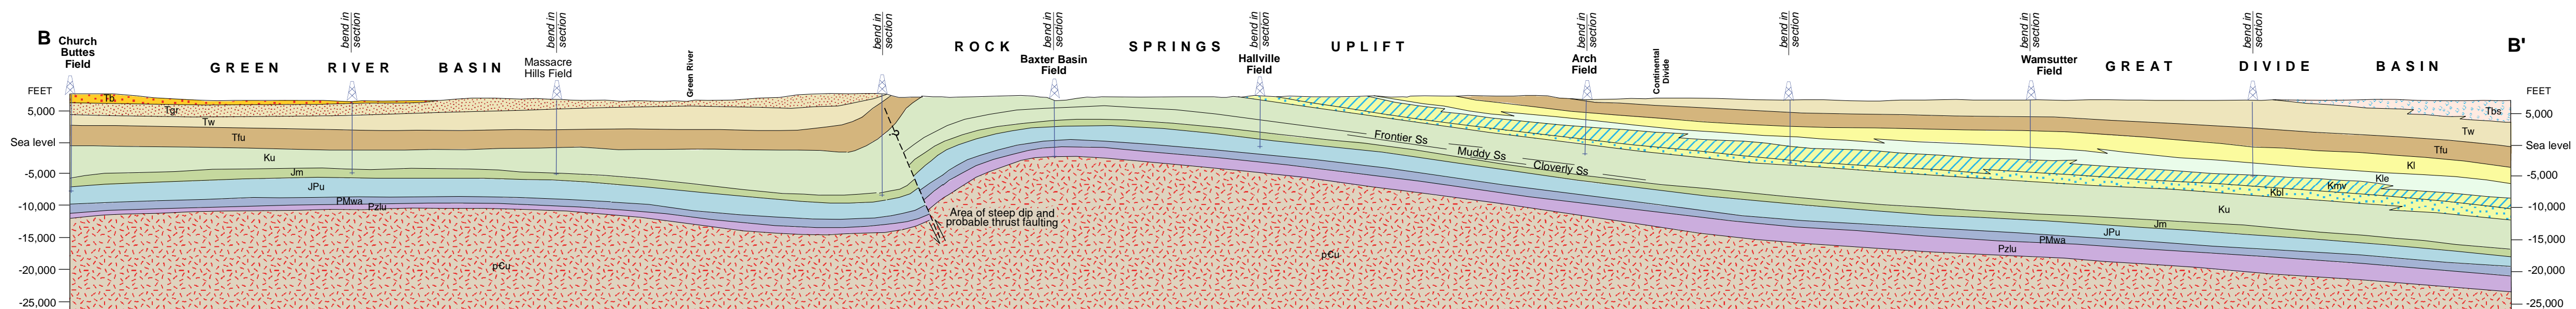 B
B'
bend in section
bend in section
bend in section
bend in section
bend in section
bend in section
bend in section
bend in section
bend in section
Church
Buttes
Field
GREEN RIVER BASIN
Massacre
Hills Field
Green River
ROCK SPRINGS UPLIFT
Baxter Basin
Field
Hallville
Field
Arch
Field
Continental
Divide
Wamsutter
Field
GREAT DIVIDE BASIN
FEET
5,000
Sea level
-5,000
-10,000
-15,000
-20,000
-25,000
Tb
Tgr
Tw
Tfu
Ku
Jm
JPu
PMwa
Pzlu
p€u
?
Area of steep dip and
probable thrust faulting
Frontier Ss
Muddy Ss
Cloverly Ss
p€u
Tbs
Tw
Tfu
Kl
Kle
Kmv
Kbl
Ku
Jm
JPu
PMwa
Pzlu
FEET
5,000
Sea level
-5,000
-10,000
-15,000
-20,000
-25,000